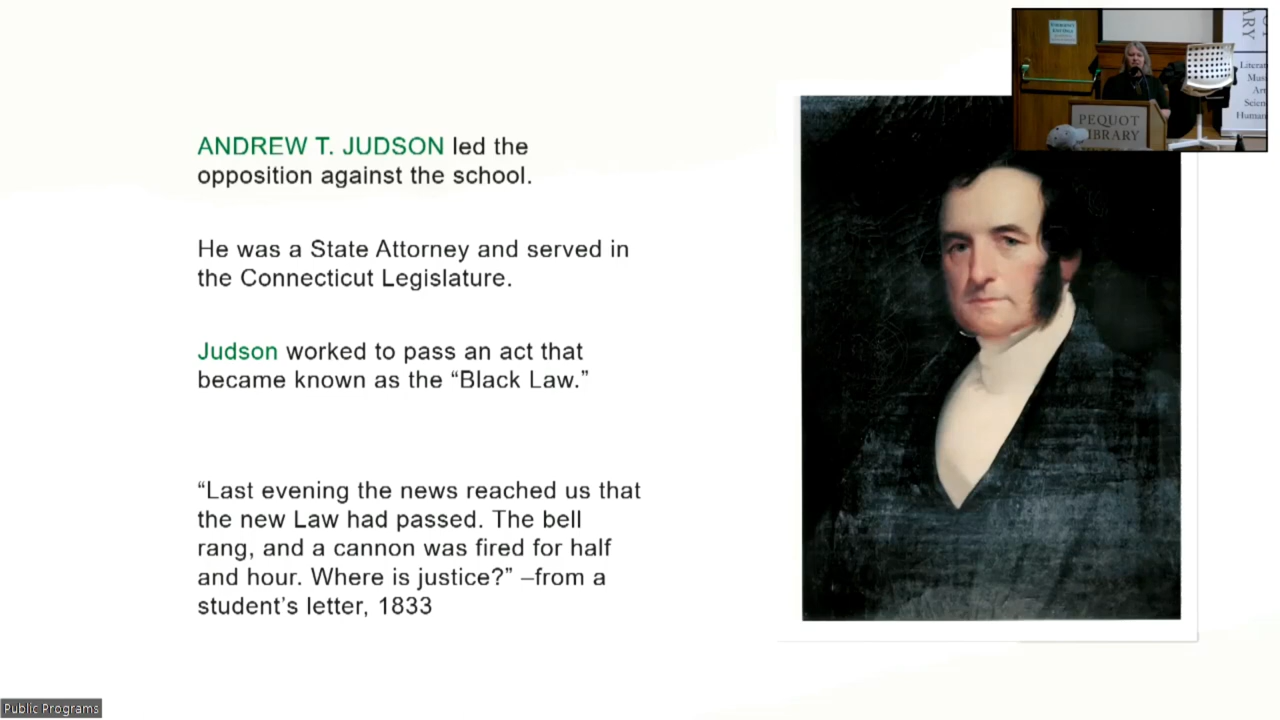 ANDREW T. JUDSON led the
opposition against the school.
He was a State Attorney and served in
the Connecticut Legislature.
Judson worked to pass an act that
became known as the “Black Law.”
“Last evening the news reached us that
the new Law had passed. The bell
rang, and a cannon was fired for half
and hour. Where is justice?” –from a
student’s letter, 1833
PEQUOT
LIBRARY
Public Programs